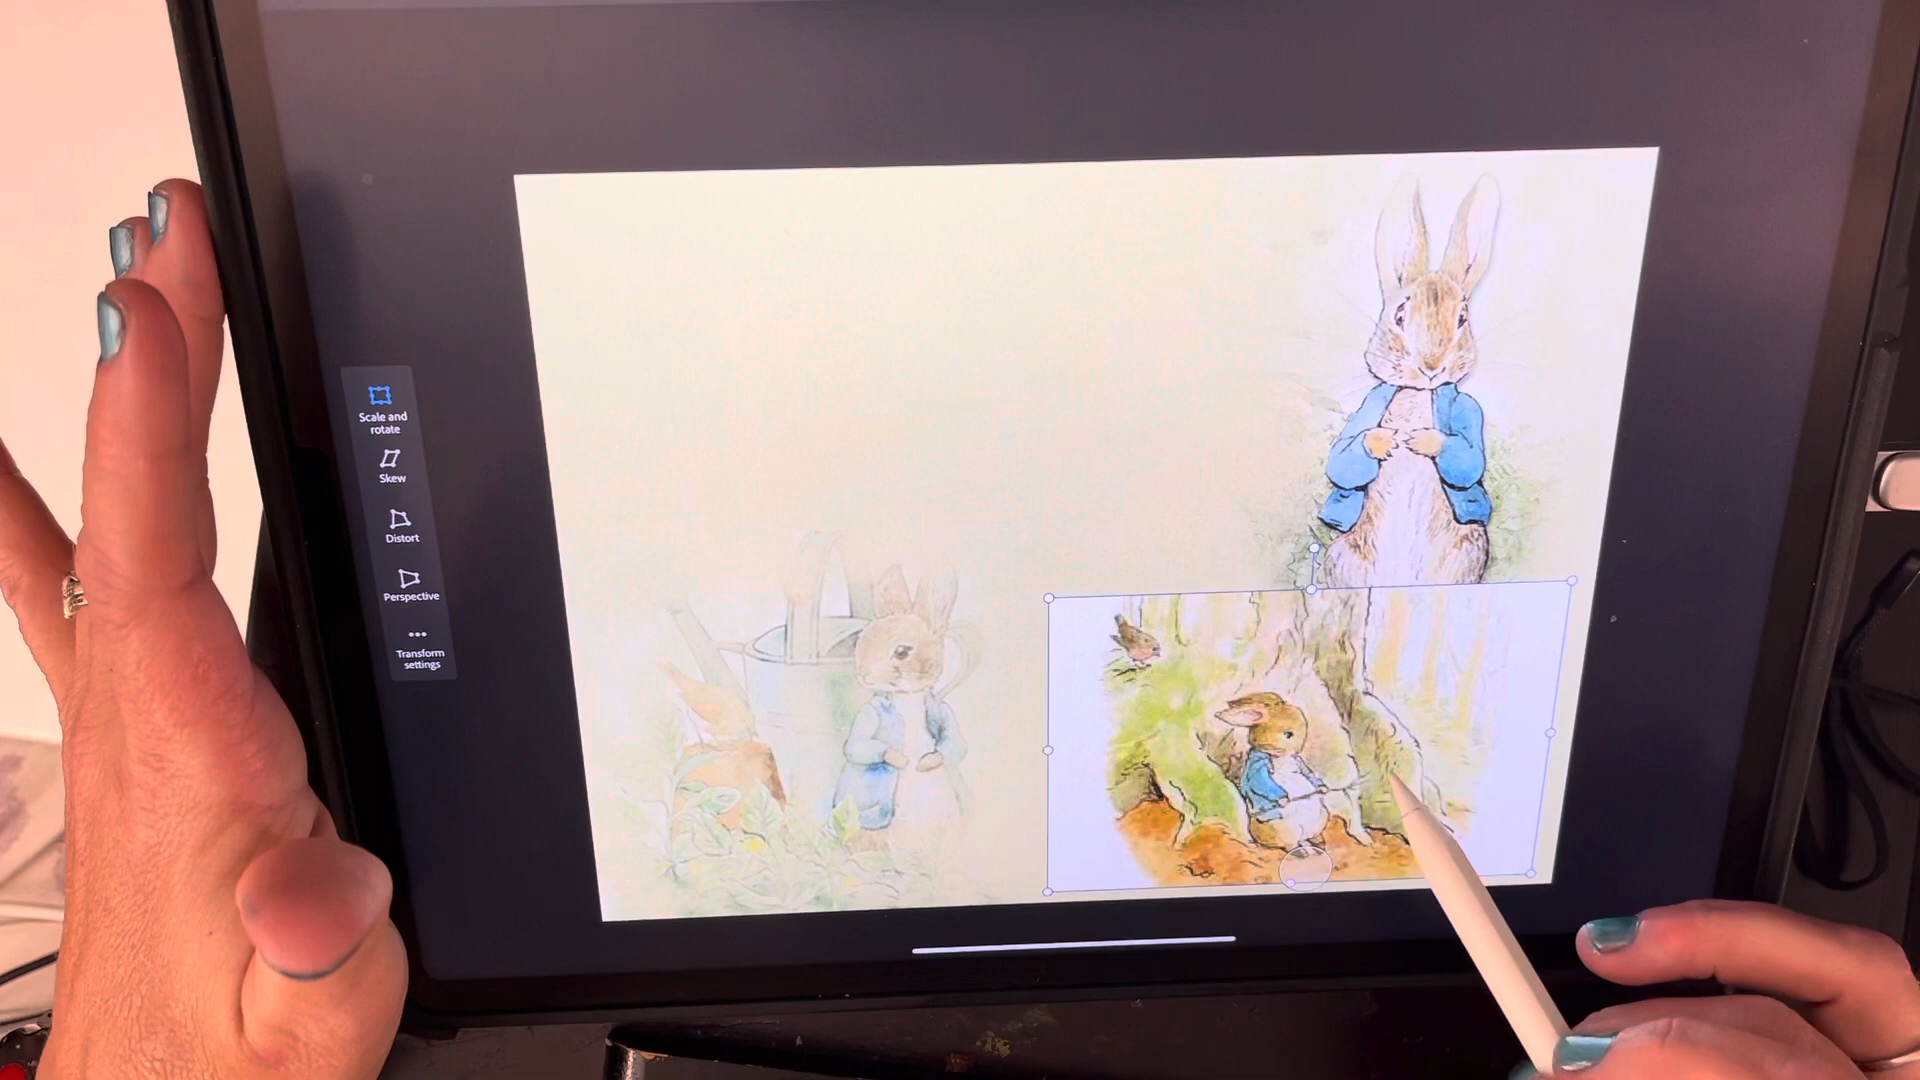 Scale and
rotate
Skew
Distort
Perspective
Transform
settings